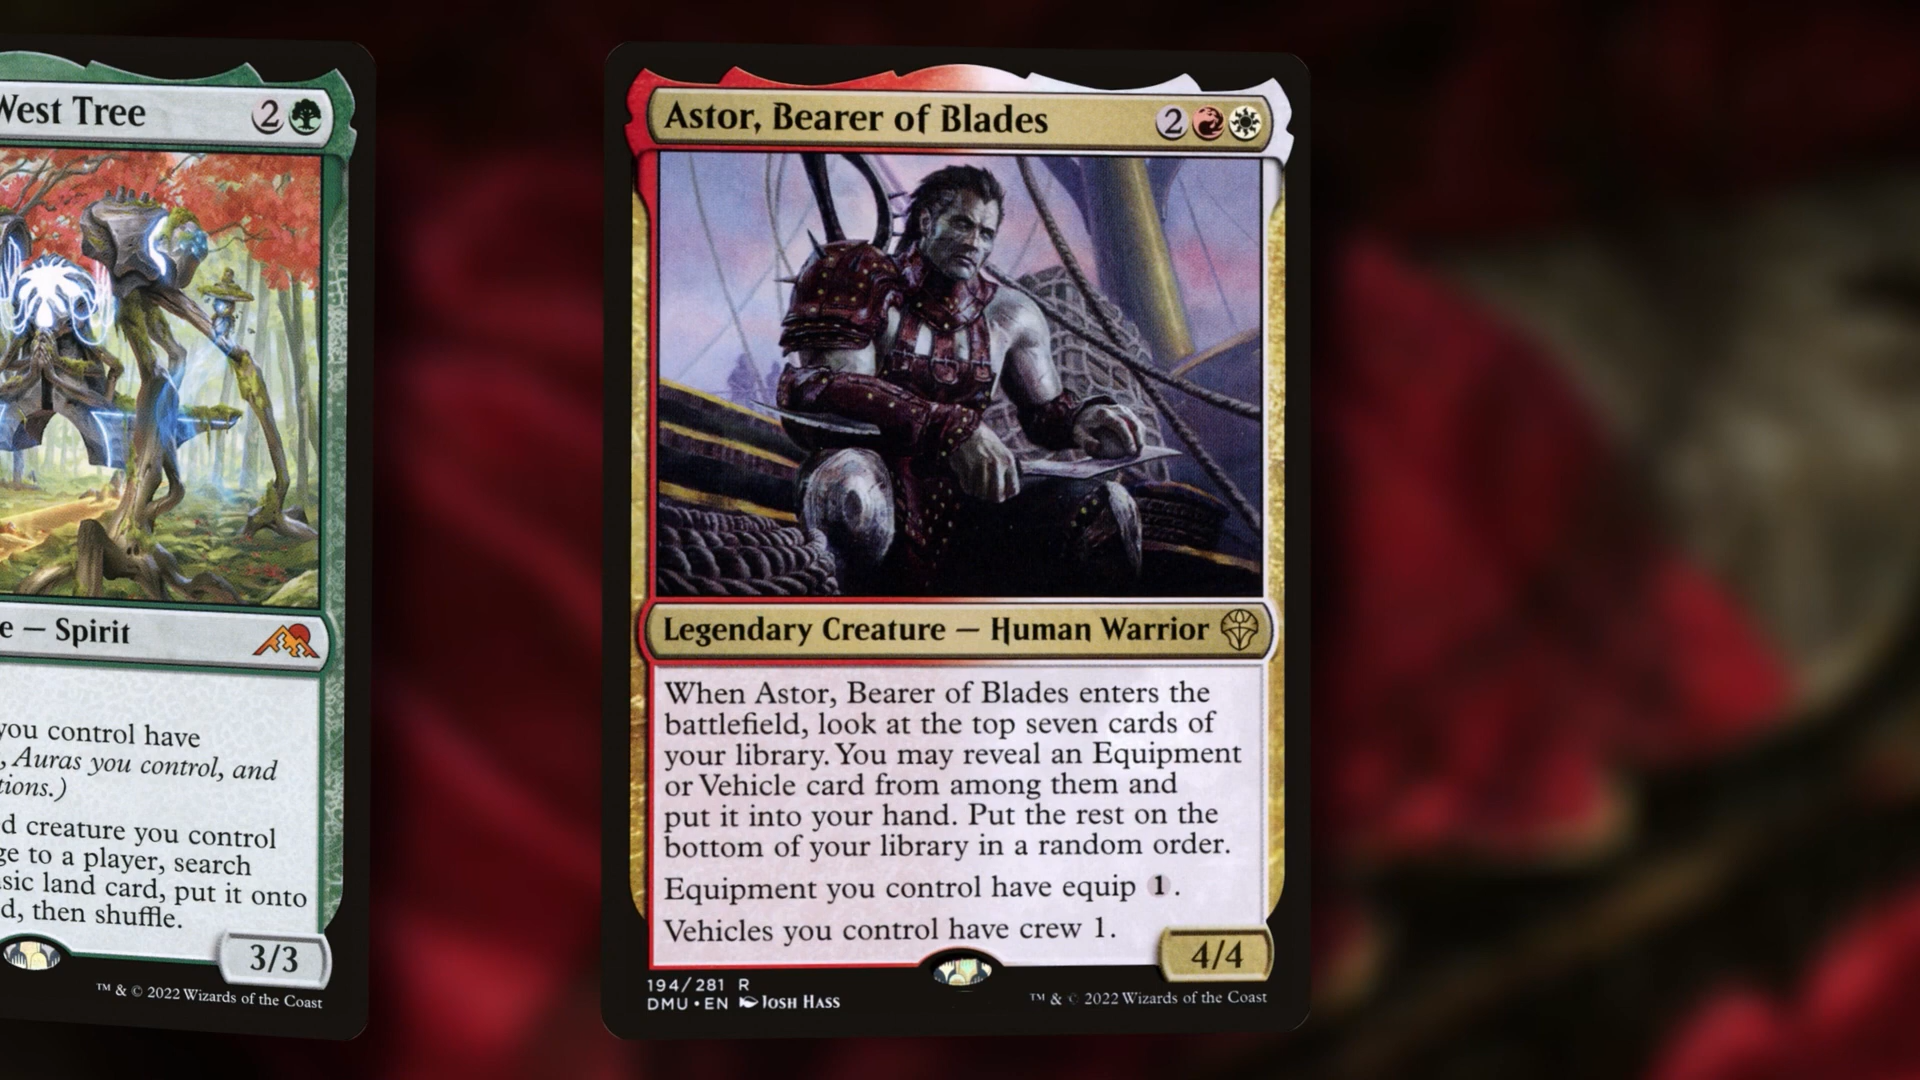 West Tree
2
e — Spirit
you control have
, Auras you control, and
tions.)
d creature you control
ge to a player, search
sic land card, put it onto
d, then shuffle.
3/3
™ & © 2022 Wizards of the Coast
Astor, Bearer of Blades
2
Legendary Creature — Human Warrior
When Astor, Bearer of Blades enters the
battlefield, look at the top seven cards of
your library. You may reveal an Equipment
or Vehicle card from among them and
put it into your hand. Put the rest on the
bottom of your library in a random order.
Equipment you control have equip 1.
Vehicles you control have crew 1.
4/4
194/281 R
DMU • EN Josh Hass
™ & © 2022 Wizards of the Coast